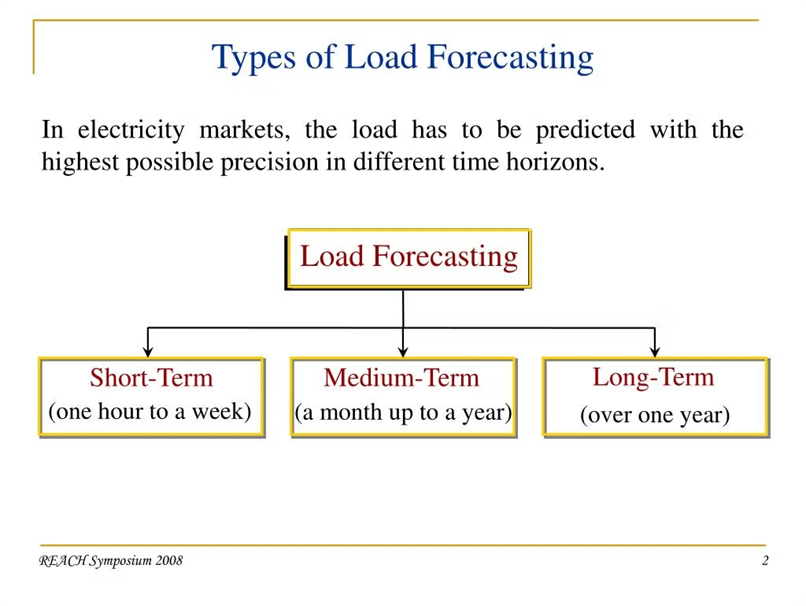 Types of Load Forecasting
In electricity markets, the load has to be predicted with the
highest possible precision in different time horizons.
Load Forecasting
Short-Term
(one hour to a week)
Medium-Term
(a month up to a year)
Long-Term
(over one year)
REACH Symposium 2008
2